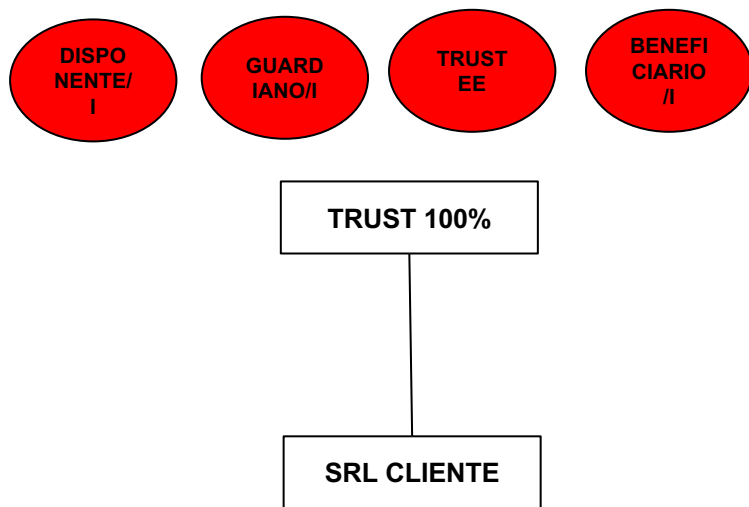 DISPO
NENTE/
I
GUARD
IANO/I
TRUST
EE
BENEFI
CIARIO
/I
TRUST 100%
SRL CLIENTE